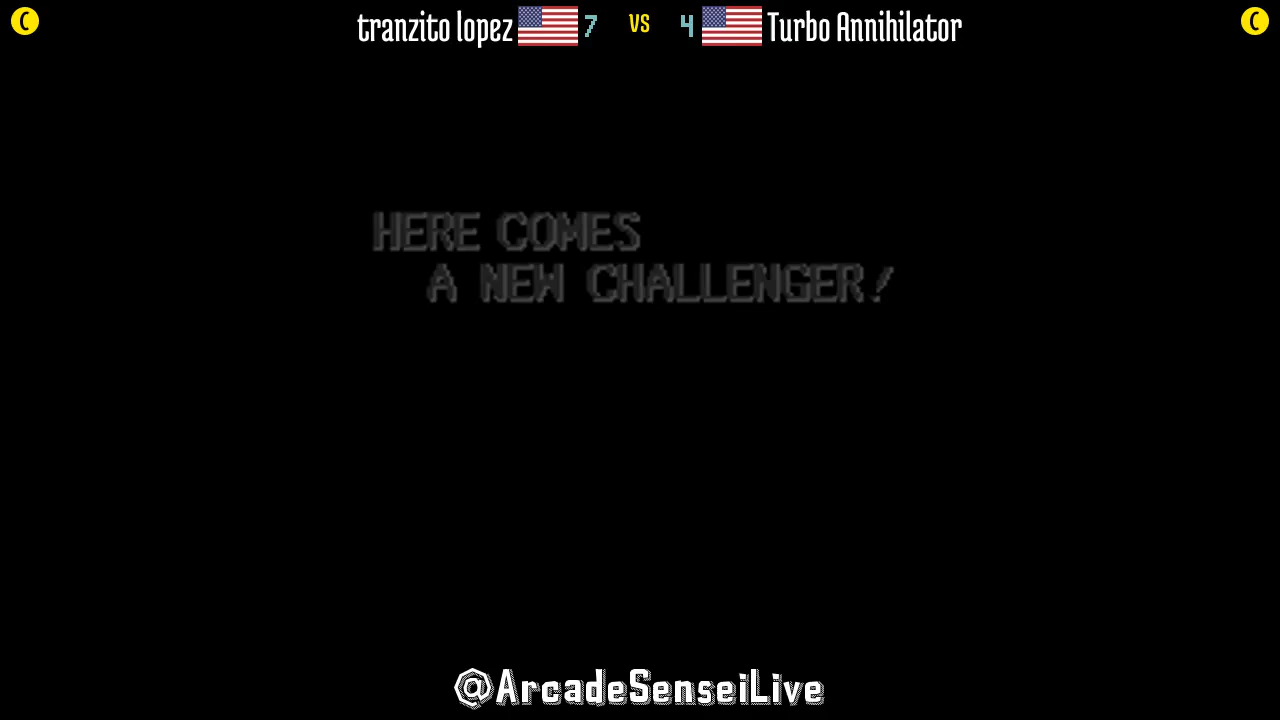 C tranzito lopez 7 VS 4 Turbo Annihilator C
HERE COMES
A NEW CHALLENGER!
@ArcadeSenseiLive